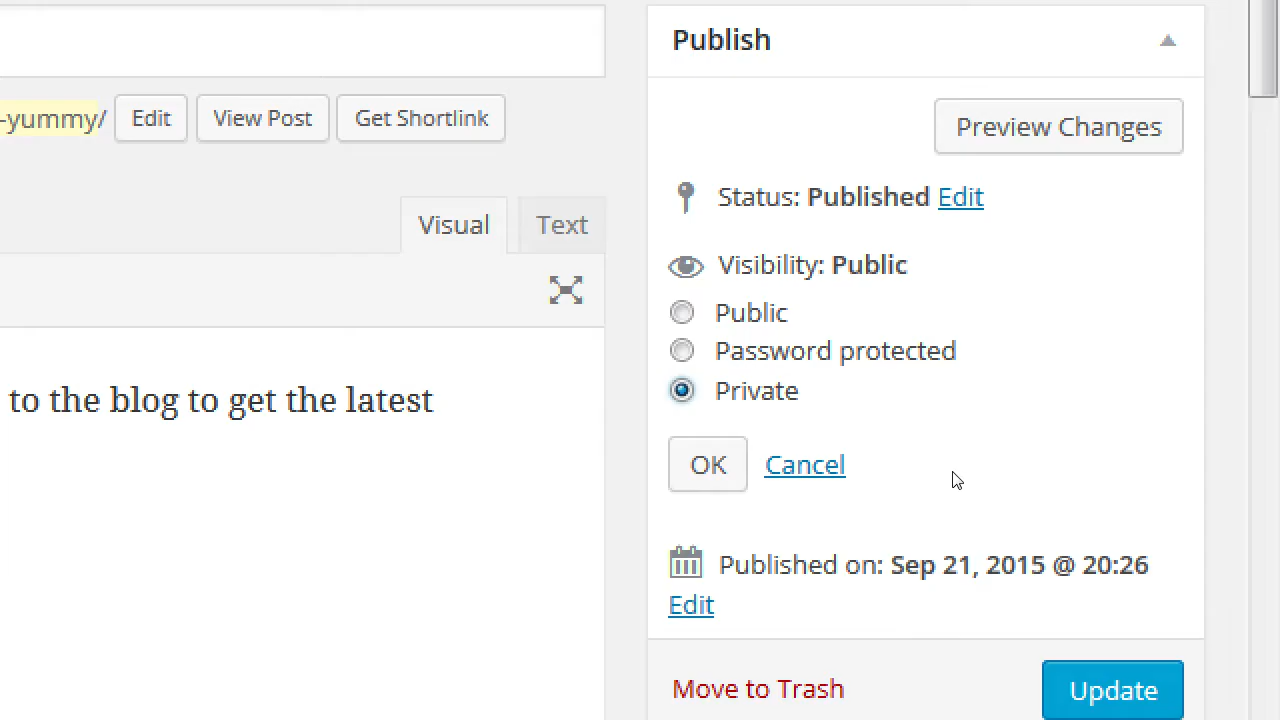 Publish
-yummy/ Edit View Post Get Shortlink
Preview Changes
Status: Published Edit
Visual Text
Visibility: Public
Public
Password protected
Private
to the blog to get the latest
OK Cancel
Published on: Sep 21, 2015 @ 20:26
Edit
Move to Trash Update